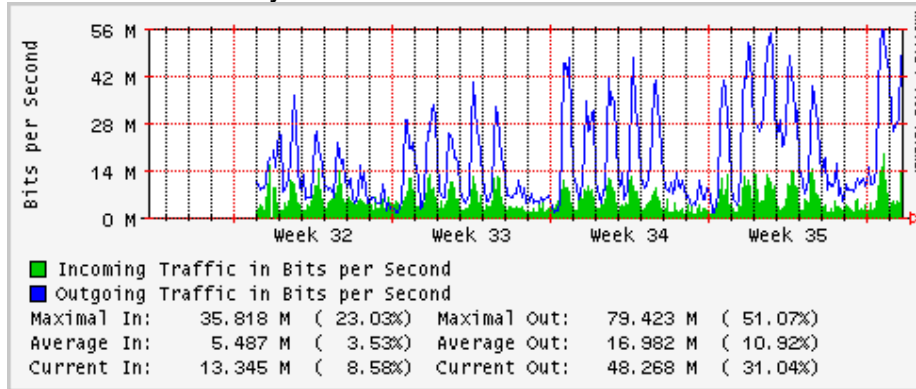 56 M
42 M
28 M
14 M
0 M
Bits per Second
Week 32 Week 33 Week 34 Week 35
Incoming Traffic in Bits per Second
Outgoing Traffic in Bits per Second
Maximal In: 35.818 M ( 23.03%) Maximal Out: 79.423 M ( 51.07%)
Average In: 5.487 M ( 3.53%) Average Out: 16.982 M ( 10.92%)
Current In: 13.345 M ( 8.58%) Current Out: 48.268 M ( 31.04%)